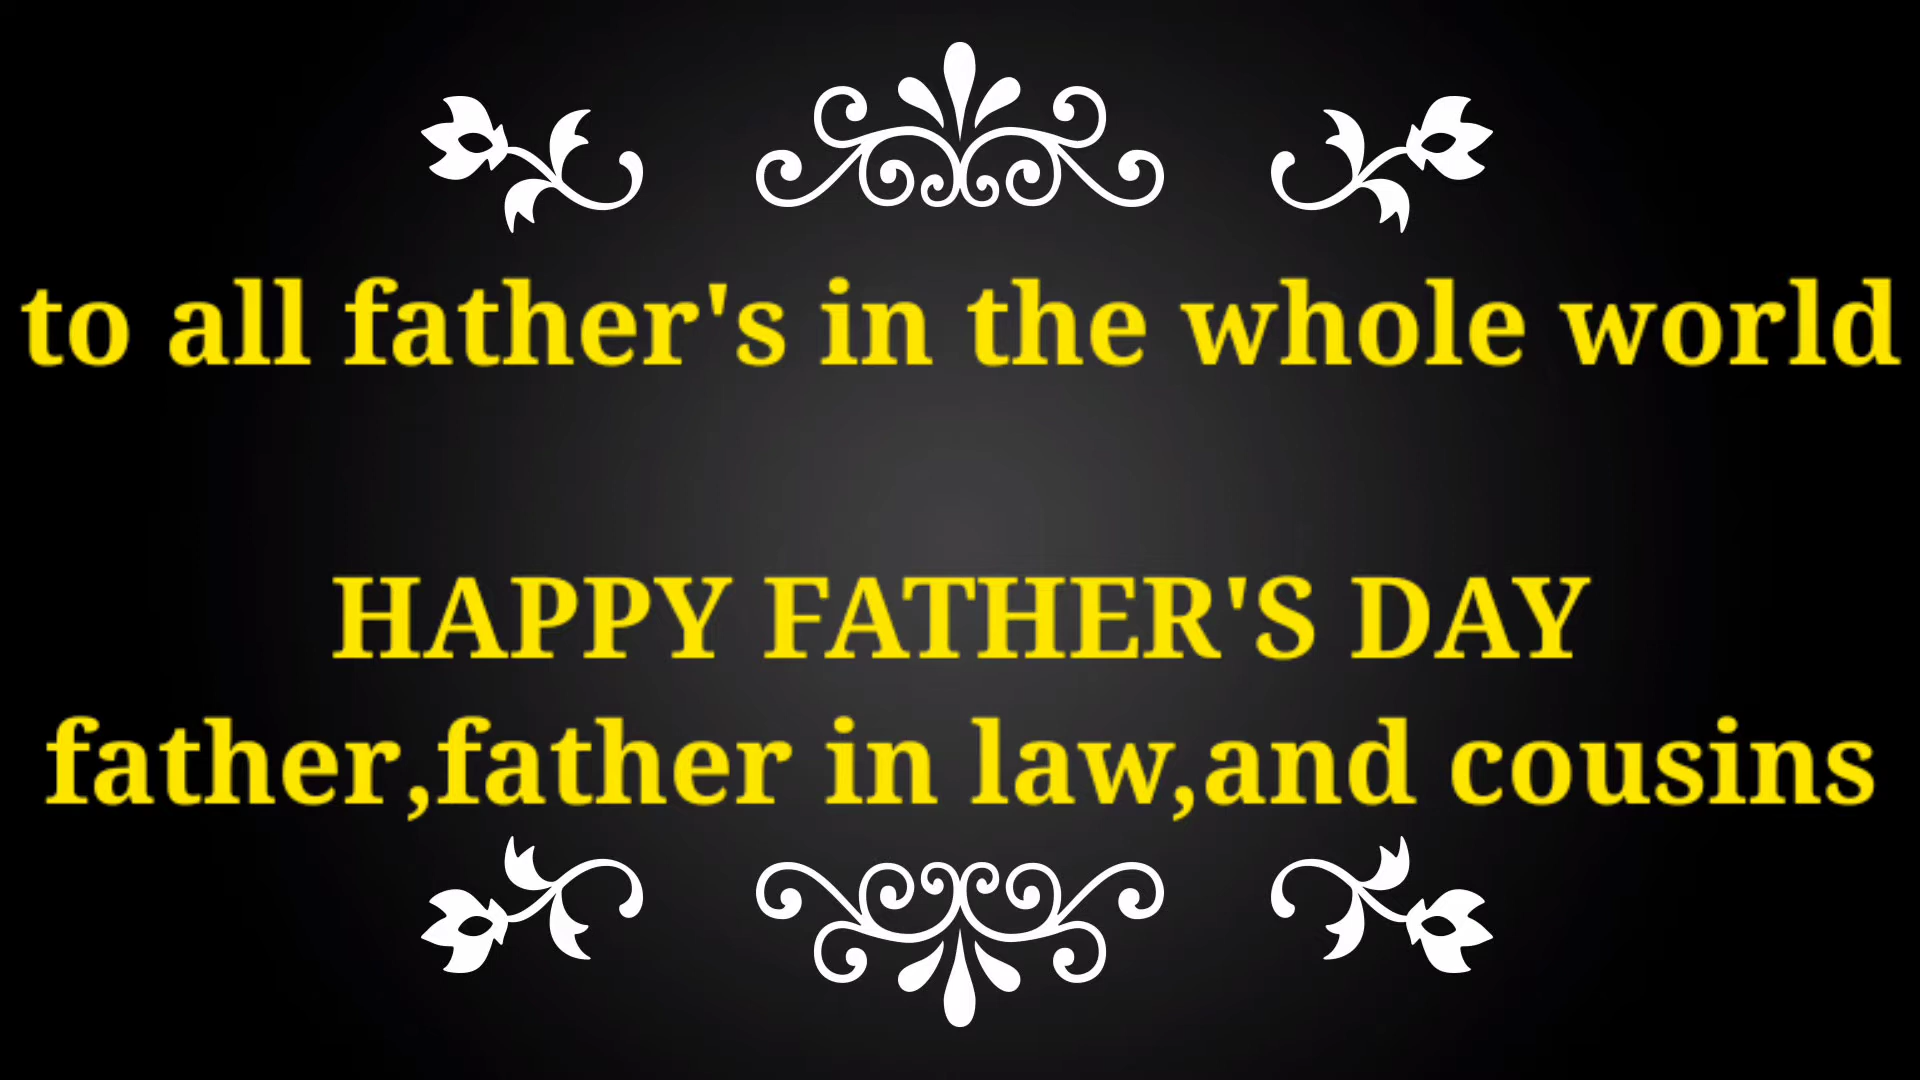 to all father's in the whole world
HAPPY FATHER'S DAY
father,father in law,and cousins